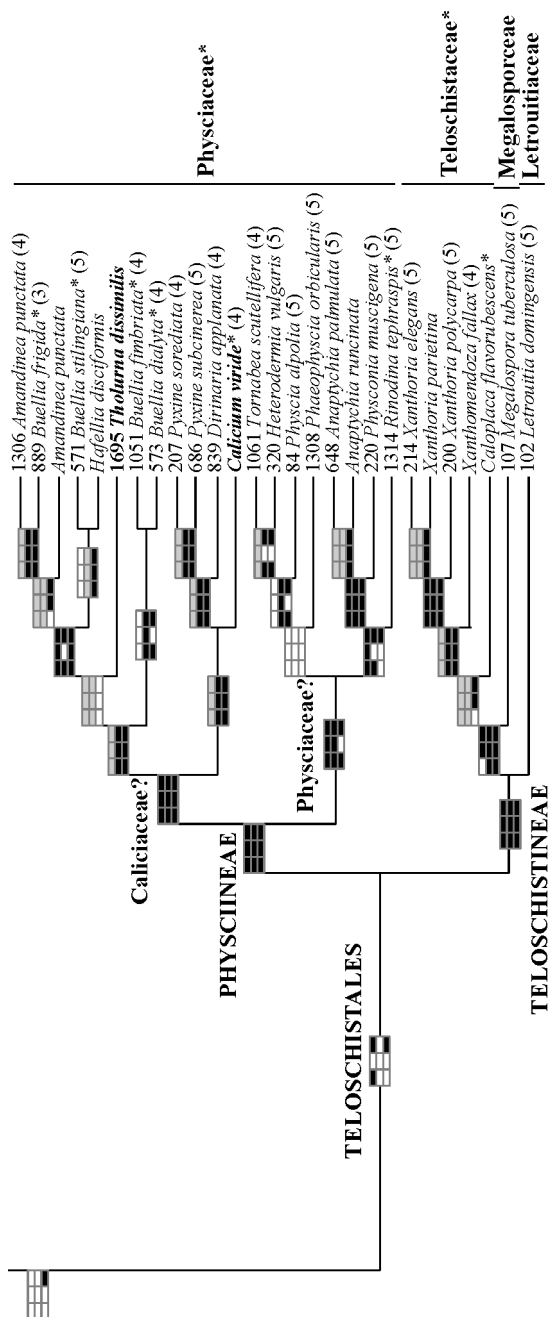 1306 Amandinea punctata (4)
889 Buellia frigida* (3)
Amandinea punctata
571 Buellia stilingiana* (5)
Hafellia disciformis
1695 Tholurna dissimilis
1051 Buellia fimbriata* (4)
573 Buellia dialyta* (4)
207 Pyxine sorediata (4)
686 Pyxine subcinerea (5)
839 Dirinaria applanata (4)
Calicium viride* (4)
1061 Tornabea scutellifera (4)
320 Heterodermia vulgaris (5)
84 Physcia alpolia (5)
1308 Phaeophyscia orbicularis (5)
648 Anaptychia palmulata (5)
Anaptychia runcinata
220 Physconia muscigena (5)
1314 Rinodina tephraspis* (5)
214 Xanthoria elegans (5)
Xanthoria parietina
200 Xanthoria polycarpa (5)
Xanthomendoza fallax (4)
Caloplaca flavorubescens*
107 Megalospora tuberculosa (5)
102 Letrouitia domingensis (5)
Physciaceae*
Teloschistaceae*
Megalosporceae
Letrouitiaceae
Caliciaceae?
Physciaceae?
PHYSCIINEAE
TELOSCHISTALES
TELOSCHISTINEAE